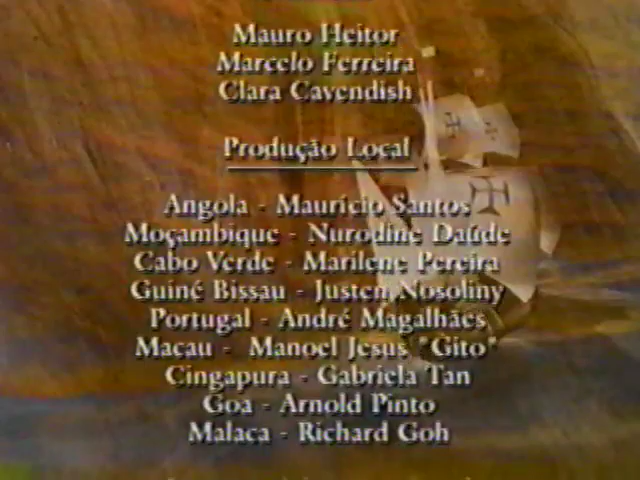 Mauro Heitor
Marcelo Ferreira
Clara Cavendish
Produção Local
Angola - Maurício Santos
Moçambique - Nurodine Daúde
Cabo Verde - Marilene Pereira
Guiné Bissau - Justen Nosoliny
Portugal - André Magalhães
Macau - Manoel Jesus "Gito"
Cingapura - Gabriela Tan
Goa - Arnold Pinto
Malaca - Richard Goh